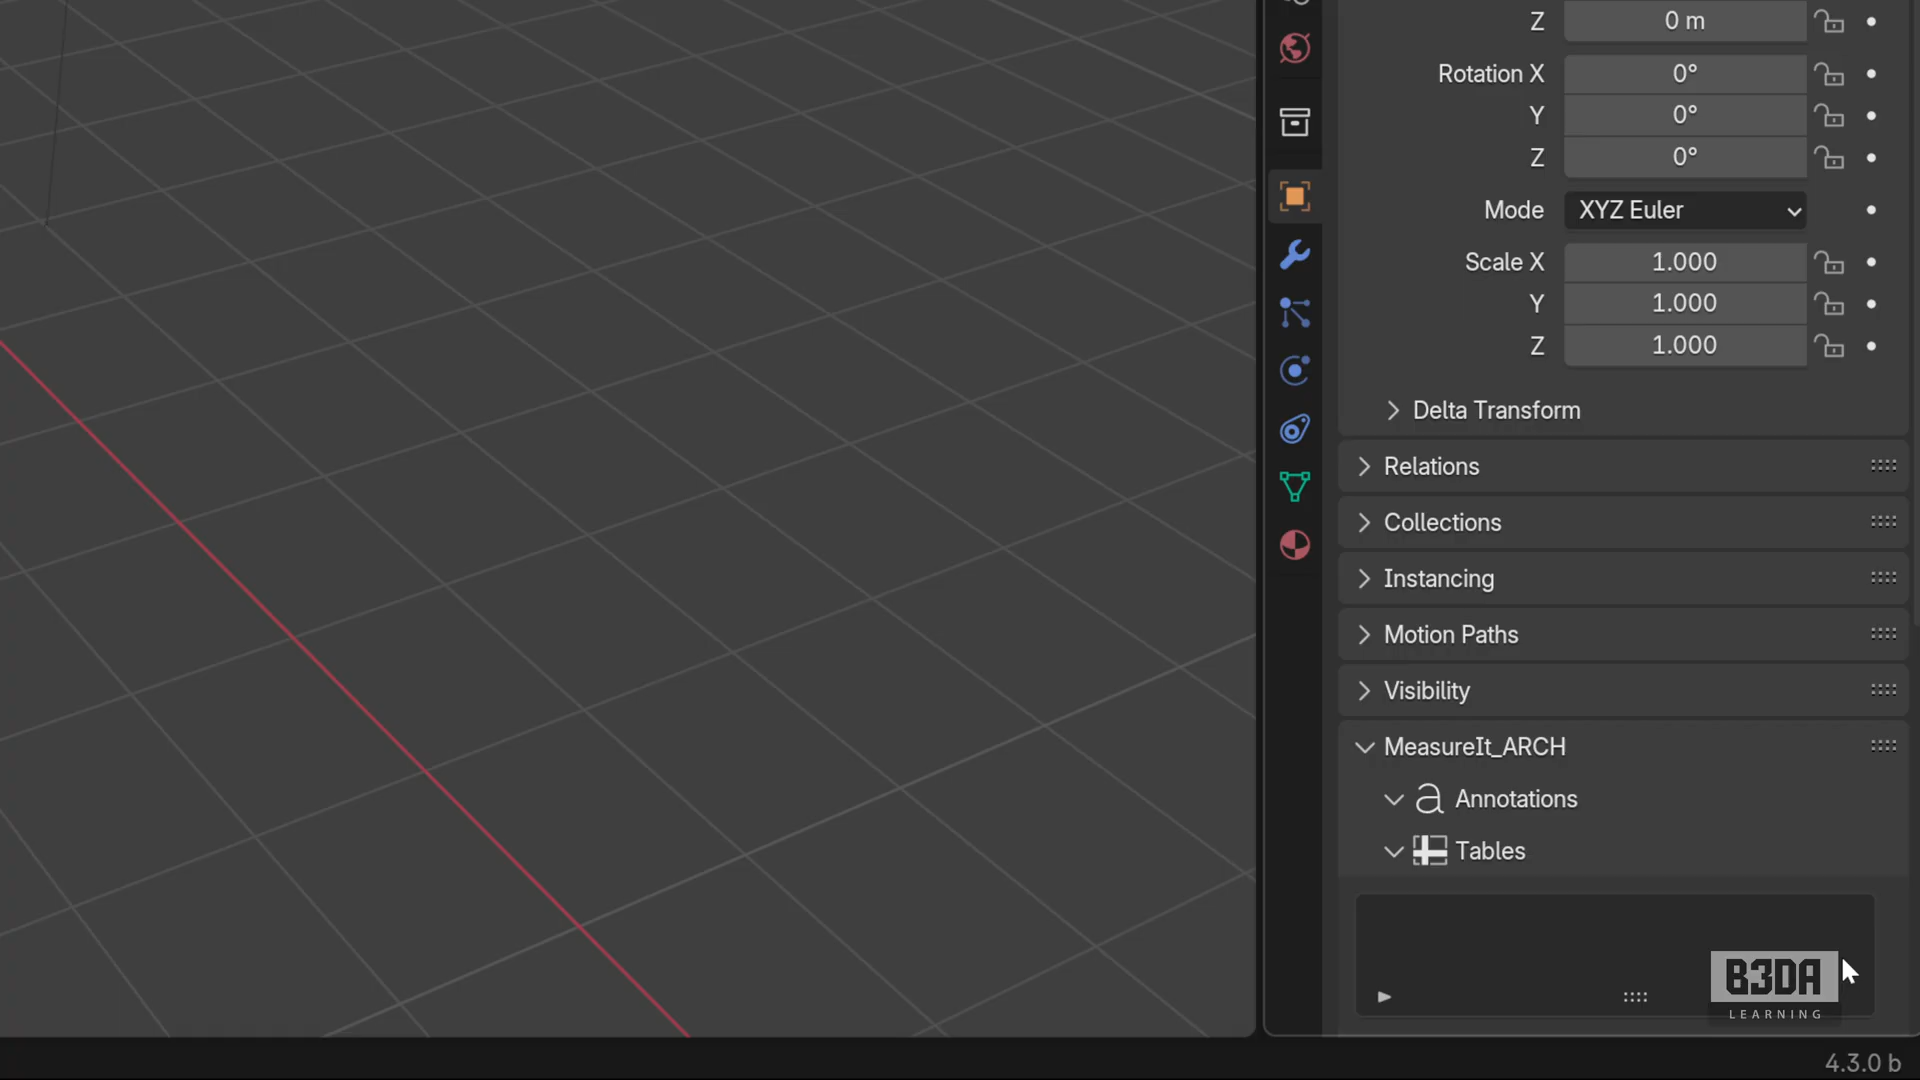 Z 0 m
Rotation X 0°
Y 0°
Z 0°
Mode XYZ Euler
Scale X 1.000
Y 1.000
Z 1.000
Delta Transform
Relations
Collections
Instancing
Motion Paths
Visibility
MeasureIt_ARCH
Annotations
Tables
B3DA
LEARNING
4.3.0 b